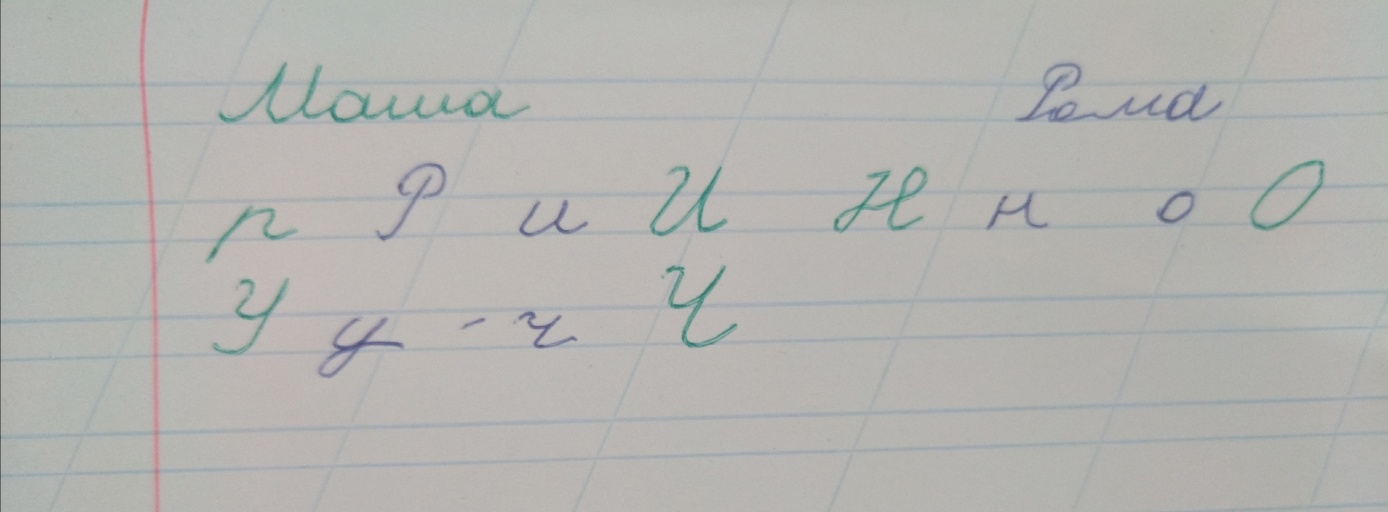 Маша Рома
р Р и И Н н о О
У у - ч Ч